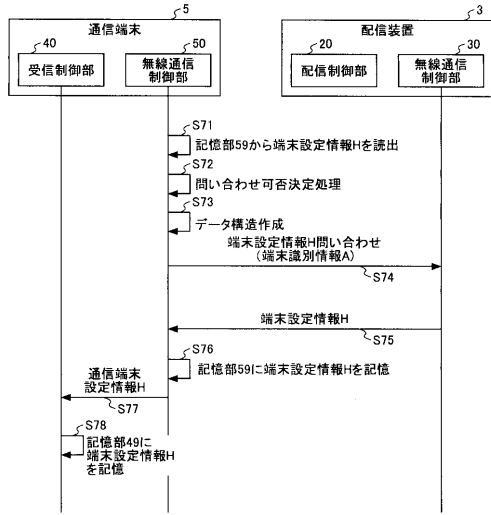 5
3
通信端末
配信装置
40
50
20
30
受信制御部
無線通信
制御部
配信制御部
無線通信
制御部
S71
記憶部59から端末設定情報Hを読出
S72
問い合わせ可否決定処理
S73
データ構造作成
端末設定情報H問い合わせ
(端末識別情報A)
S74
端末設定情報H
S75
S76
記憶部59に端末設定情報Hを記憶
通信端末
設定情報H
S77
S78
記憶部49に
端末設定情報H
を記憶